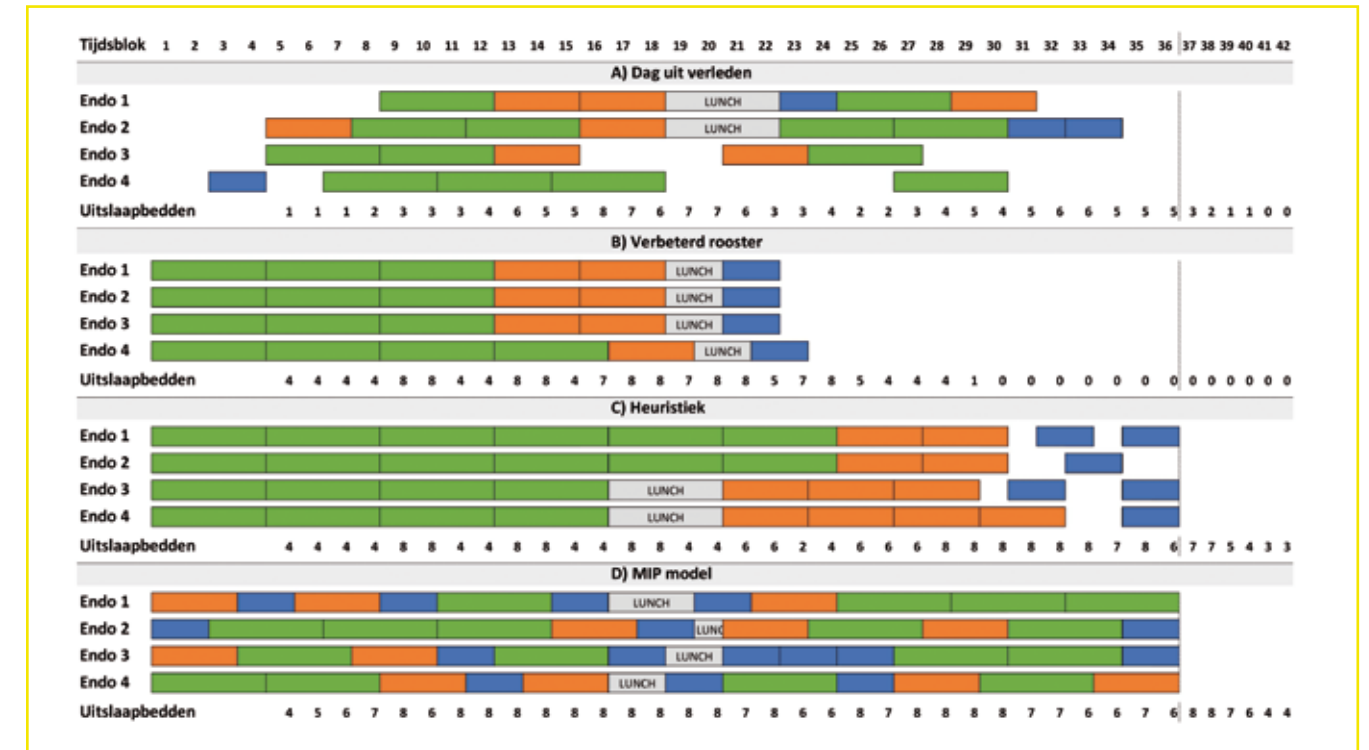 Tijdsblok 1 2 3 4 5 6 7 8 9 10 11 12 13 14 15 16 17 18 19 20 21 22 23 24 25 26 27 28 29 30 31 32 33 34 35 36 37 38 39 40 41 42
A) Dag uit verleden
Endo 1 LUNCH
Endo 2 LUNCH
Endo 3
Endo 4
Uitslaapbedden 1 1 1 2 3 3 3 4 6 5 5 8 7 6 7 7 6 3 3 4 2 2 3 4 5 4 5 6 6 5 5 5 3 2 1 1 0 0
B) Verbeterd rooster
Endo 1 LUNCH
Endo 2 LUNCH
Endo 3 LUNCH
Endo 4 LUNCH
Uitslaapbedden 4 4 4 4 8 8 4 4 8 8 4 7 8 8 7 8 8 5 7 8 5 4 4 4 1 0 0 0 0 0 0 0 0 0 0 0 0 0
C) Heuristiek
Endo 1
Endo 2
Endo 3 LUNCH
Endo 4 LUNCH
Uitslaapbedden 4 4 4 4 8 8 4 4 8 8 4 4 8 8 4 4 6 6 2 4 6 6 6 8 8 8 8 8 8 7 8 6 7 7 5 4 3 3
D) MIP model
Endo 1 LUNCH
Endo 2 LUNC
Endo 3 LUNCH
Endo 4 LUNCH
Uitslaapbedden 4 5 6 7 8 6 8 8 8 8 8 8 8 8 8 8 7 8 6 6 8 7 8 8 8 8 7 7 6 6 7 6 8 8 7 6 4 4